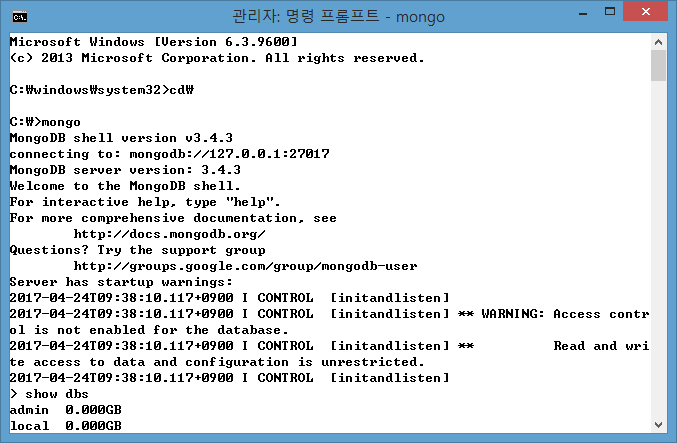 관리자: 명령 프롬프트 - mongo
Microsoft Windows [Version 6.3.9600]
(c) 2013 Microsoft Corporation. All rights reserved.
C:₩windows₩system32>cd₩
C:₩>mongo
MongoDB shell version v3.4.3
connecting to: mongodb://127.0.0.1:27017
MongoDB server version: 3.4.3
Welcome to the MongoDB shell.
For interactive help, type "help".
For more comprehensive documentation, see
        http://docs.mongodb.org/
Questions? Try the support group
        http://groups.google.com/group/mongodb-user
Server has startup warnings:
2017-04-24T09:38:10.117+0900 I CONTROL  [initandlisten]
2017-04-24T09:38:10.117+0900 I CONTROL  [initandlisten] ** WARNING: Access contr
ol is not enabled for the database.
2017-04-24T09:38:10.117+0900 I CONTROL  [initandlisten] **          Read and wri
te access to data and configuration is unrestricted.
2017-04-24T09:38:10.117+0900 I CONTROL  [initandlisten]
> show dbs
admin  0.000GB
local  0.000GB